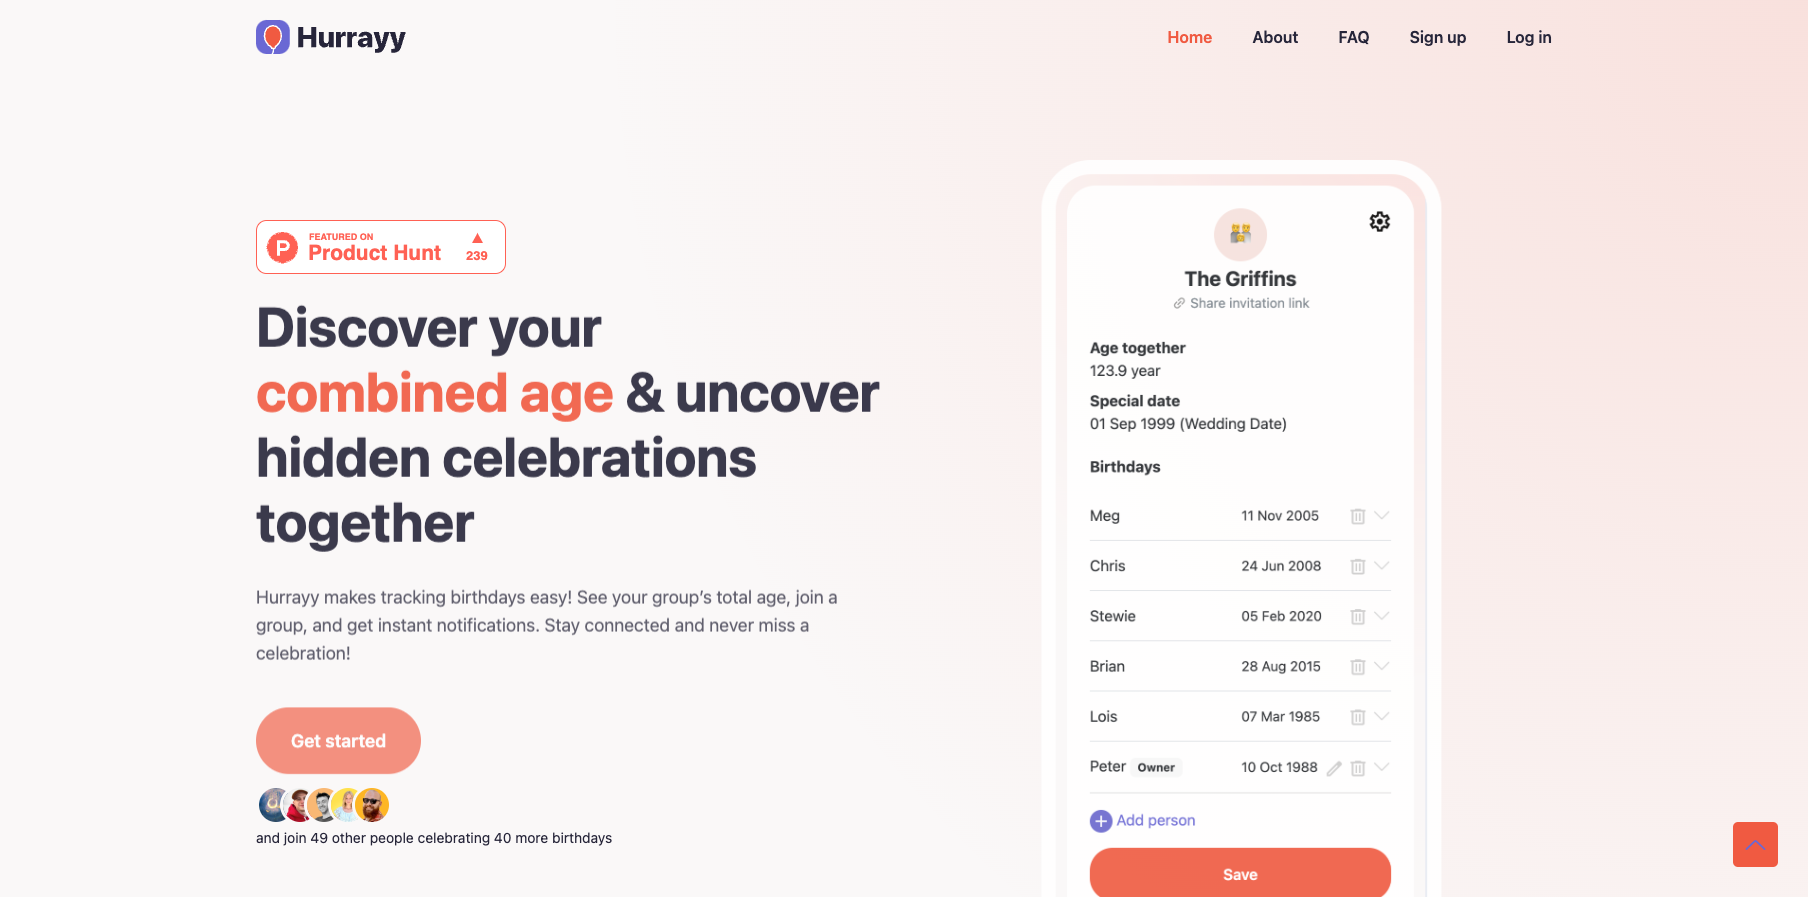 Hurrayy
Home
About
FAQ
Sign up
Log in
FEATURED ON
P Product Hunt
239
Discover your
combined age & uncover
hidden celebrations
together
Hurrayy makes tracking birthdays easy! See your group’s total age, join a
group, and get instant notifications. Stay connected and never miss a
celebration!
Get started
and join 49 other people celebrating 40 more birthdays
The Griffins
Share invitation link
Age together
123.9 year
Special date
01 Sep 1999 (Wedding Date)
Birthdays
Meg 11 Nov 2005
Chris 24 Jun 2008
Stewie 05 Feb 2020
Brian 28 Aug 2015
Lois 07 Mar 1985
Peter Owner 10 Oct 1988
Add person
Save